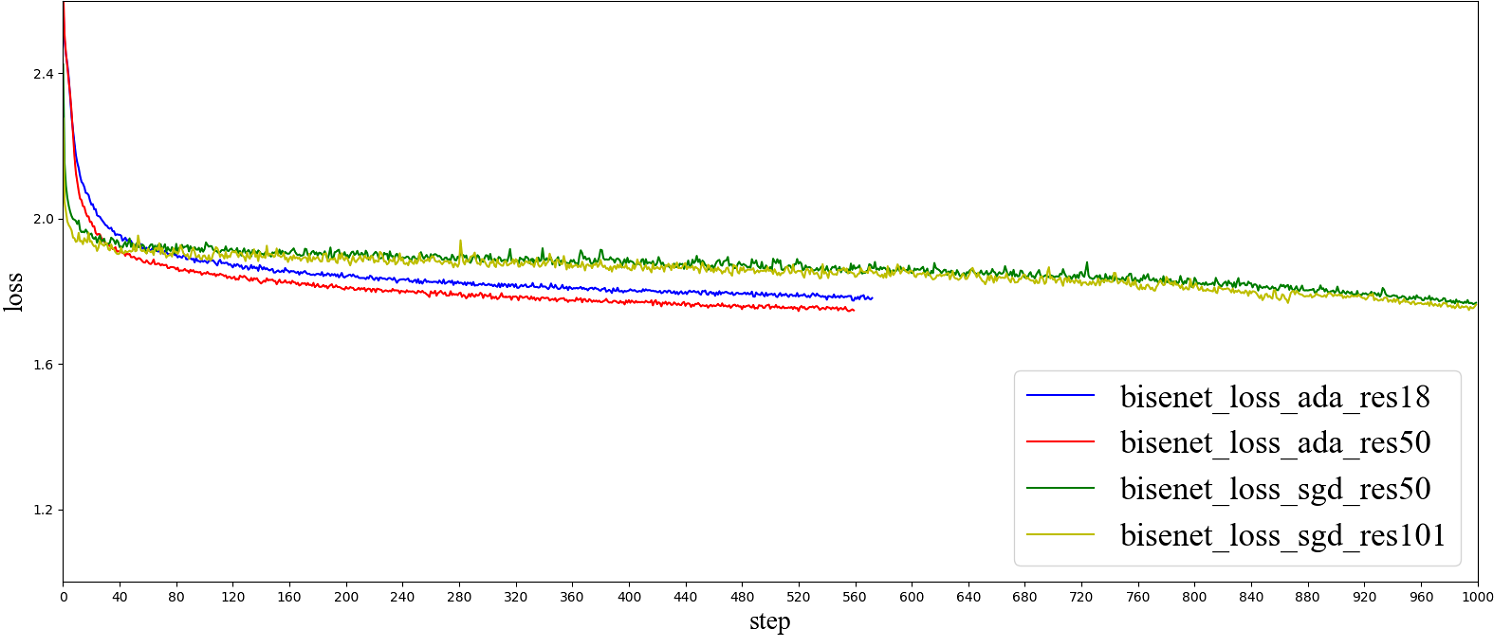 2.4
2.0
1.6
1.2
loss
bisenet_loss_ada_res18
bisenet_loss_ada_res50
bisenet_loss_sgd_res50
bisenet_loss_sgd_res101
0 40 80 120 160 200 240 280 320 360 400 440 480 520 560 600 640 680 720 760 800 840 880 920 960 1000
step